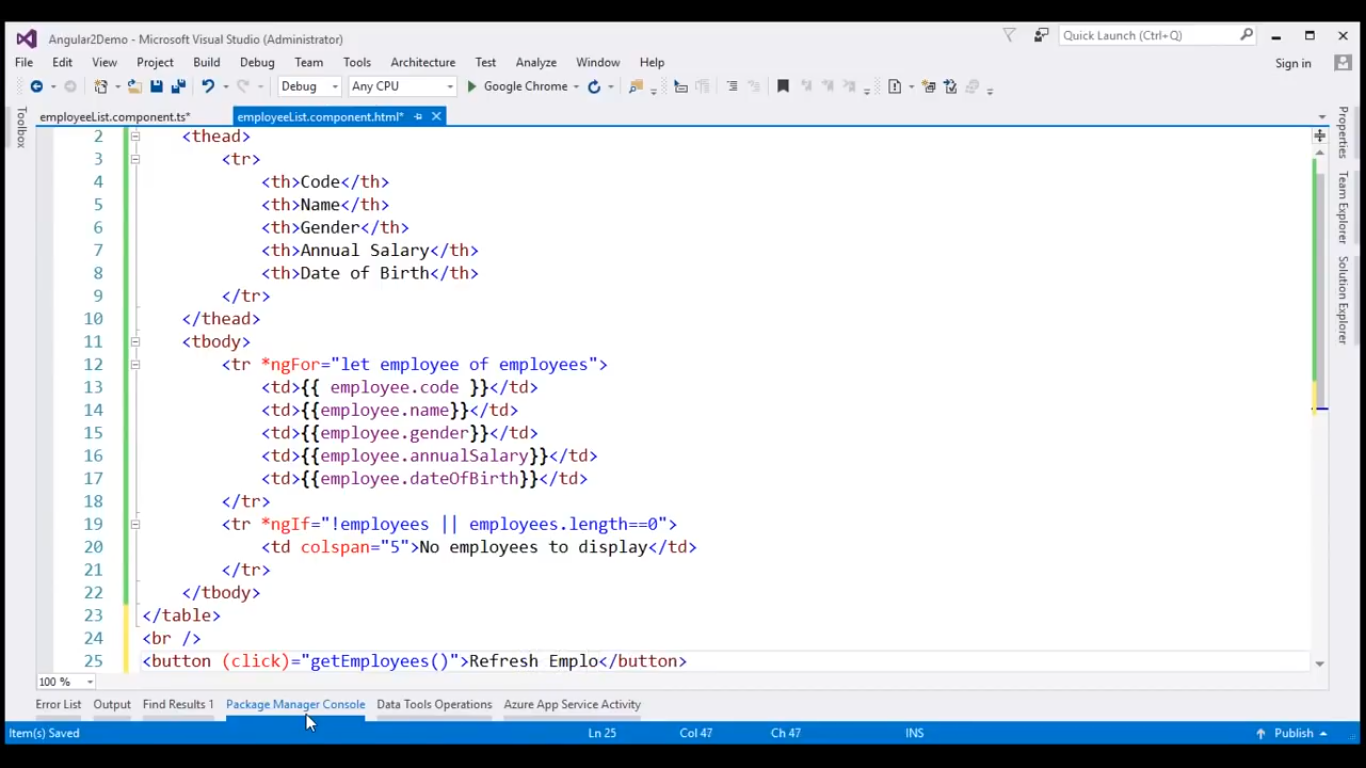 Angular2Demo - Microsoft Visual Studio (Administrator)
Quick Launch (Ctrl+Q)
File Edit View Project Build Debug Team Tools Architecture Test Analyze Window Help
Sign in
Debug Any CPU Google Chrome
employeeList.component.ts* employeeList.component.html*
Toolbox
Properties
Team Explorer
Solution Explorer
2 <thead>
3 <tr>
4 <th>Code</th>
5 <th>Name</th>
6 <th>Gender</th>
7 <th>Annual Salary</th>
8 <th>Date of Birth</th>
9 </tr>
10 </thead>
11 <tbody>
12 <tr *ngFor="let employee of employees">
13 <td>{{ employee.code }}</td>
14 <td>{{employee.name}}</td>
15 <td>{{employee.gender}}</td>
16 <td>{{employee.annualSalary}}</td>
17 <td>{{employee.dateOfBirth}}</td>
18 </tr>
19 <tr *ngIf="!employees || employees.length==0">
20 <td colspan="5">No employees to display</td>
21 </tr>
22 </tbody>
23 </table>
24 <br />
25 <button (click)="getEmployees()">Refresh Emplo</button>
100 %
Error List Output Find Results 1 Package Manager Console Data Tools Operations Azure App Service Activity
Item(s) Saved Ln 25 Col 47 Ch 47 INS Publish